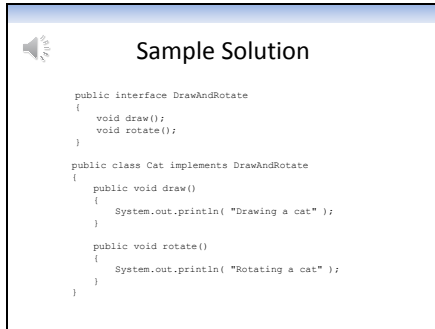 Sample Solution
public interface DrawAndRotate
{
void draw();
void rotate();
}
public class Cat implements DrawAndRotate
{
public void draw()
{
System.out.println( "Drawing a cat" );
}
public void rotate()
{
System.out.println( "Rotating a cat" );
}
}